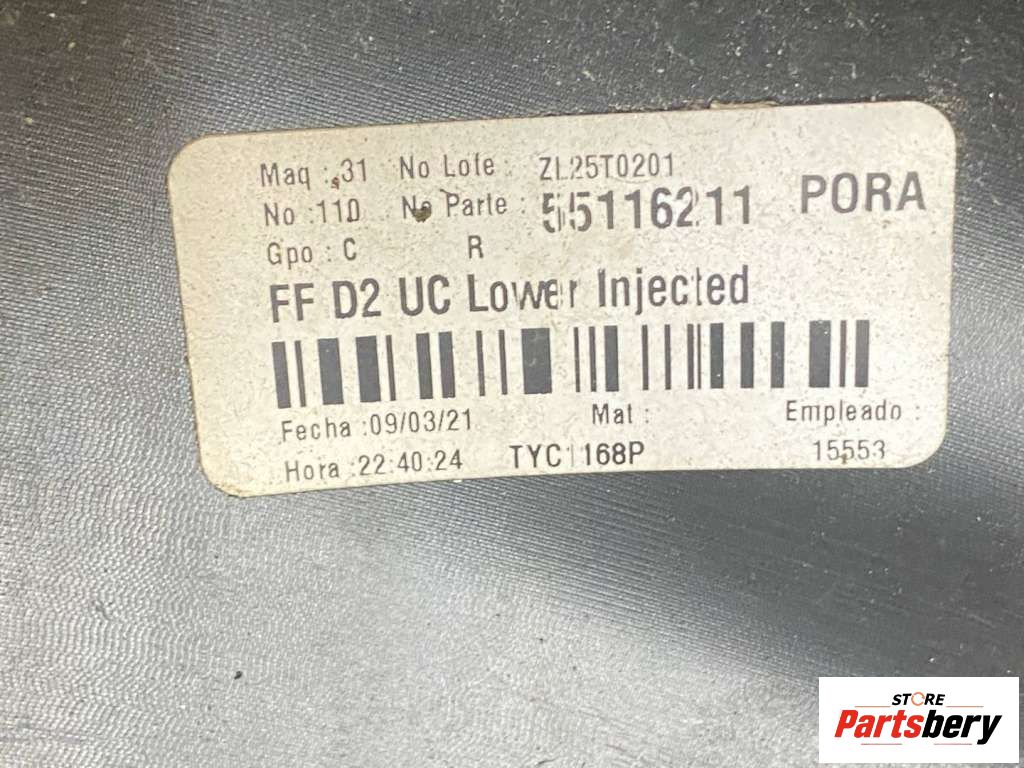 Maq : 31 No Lote : ZL25T0201
No : 110 No Parte : 55116211 PORA
Gpo : C R
FF D2 UC Lower Injected
Fecha :09/03/21 Mat : Empleado :
Hora :22:40:24 TYC1168P 15553
STORE
Partsbery